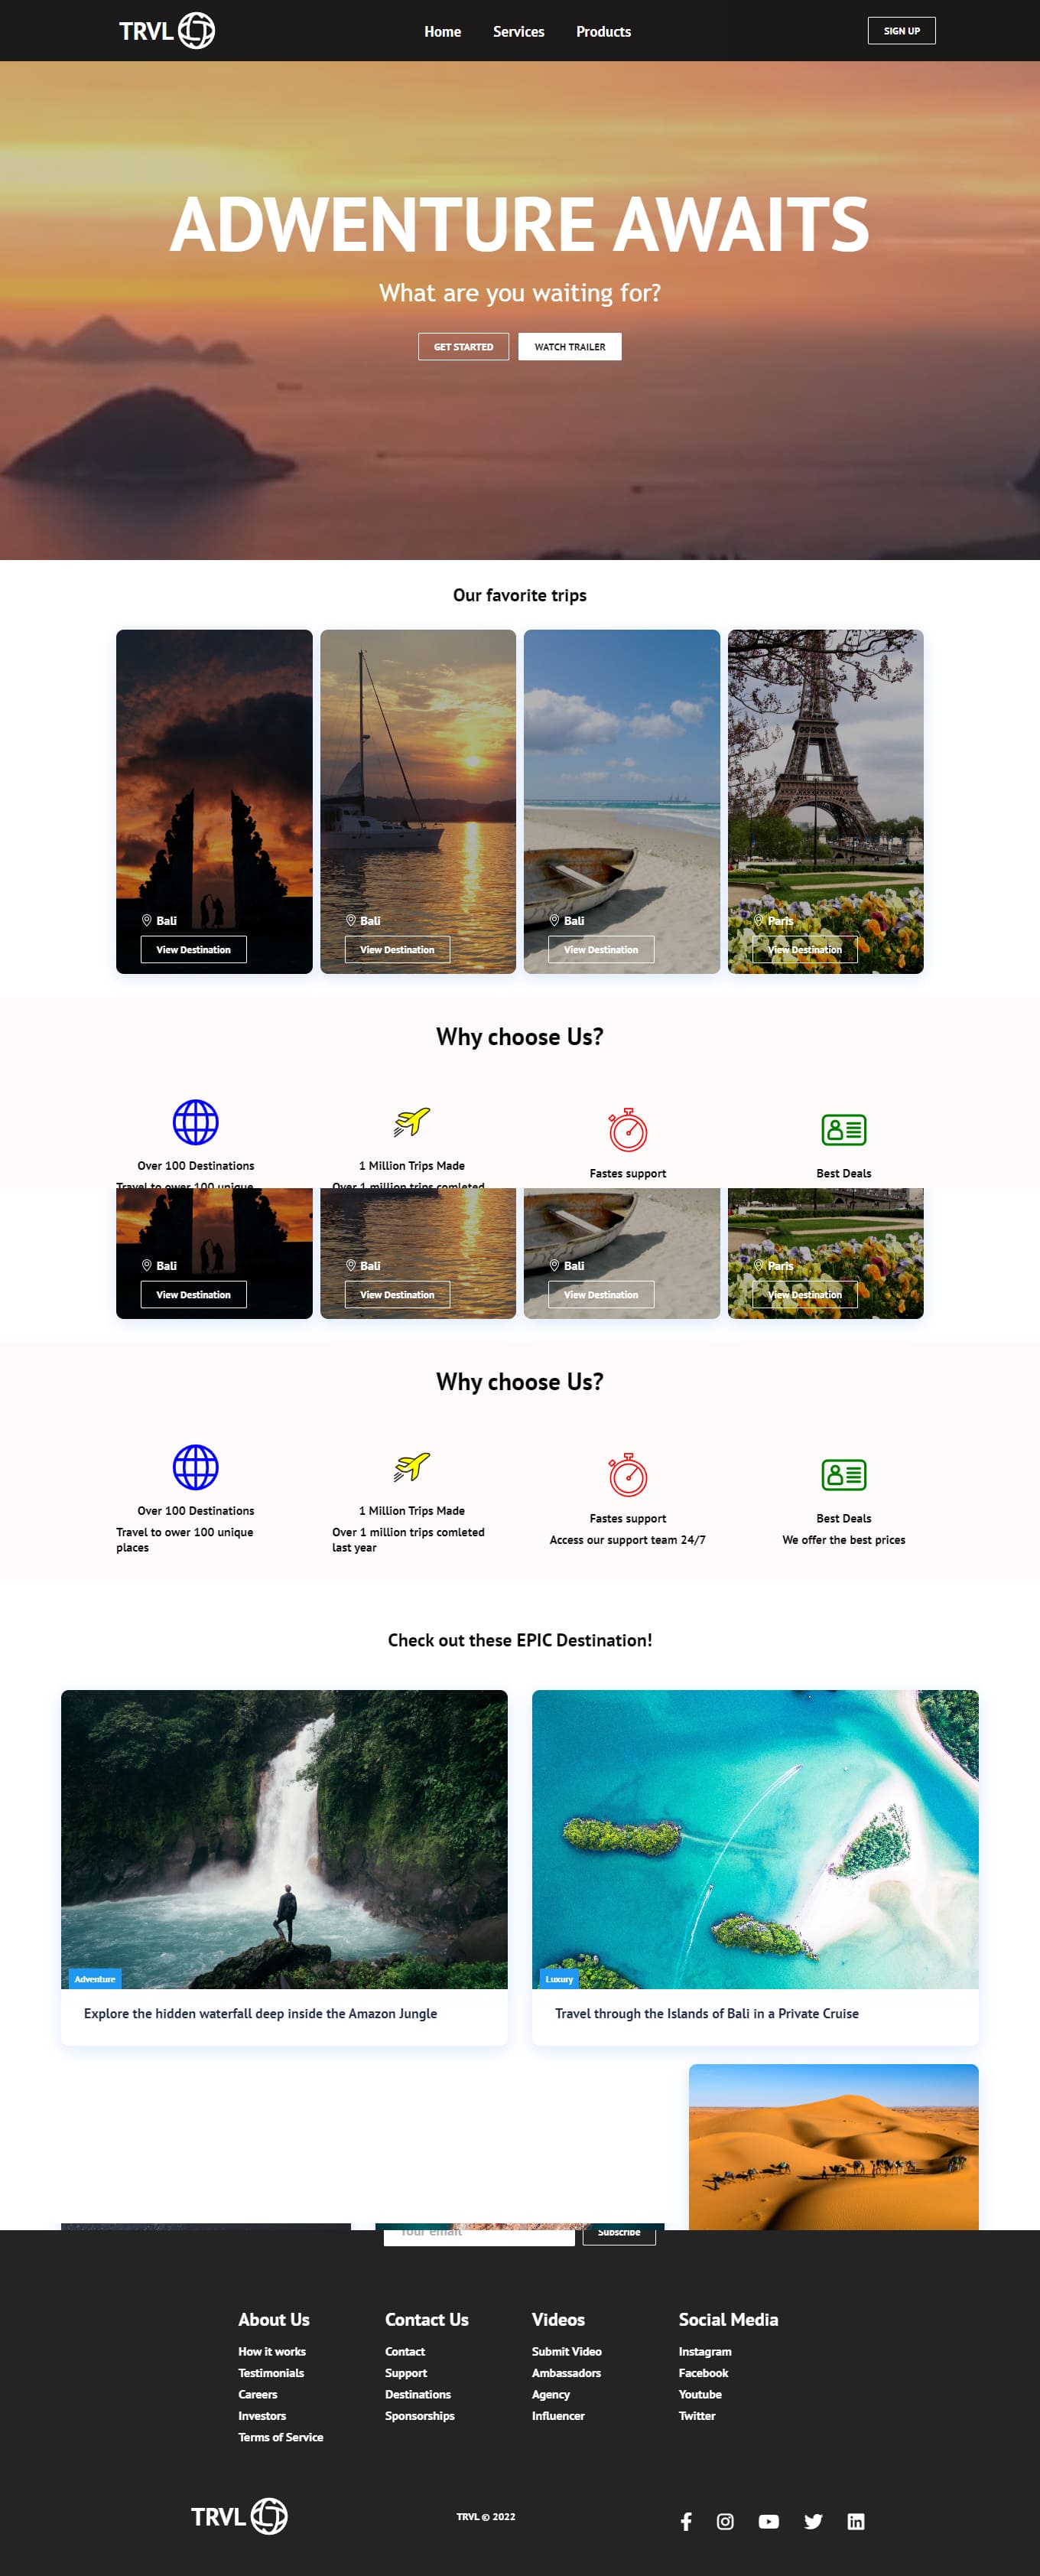 TRVL
Home Services Products
SIGN UP
ADWENTURE AWAITS
What are you waiting for?
GET STARTED WATCH TRAILER
Our favorite trips
Bali Bali Bali Paris
View Destination View Destination View Destination View Destination
Why choose Us?
Over 100 Destinations 1 Million Trips Made Fastes support Best Deals
Travel to ower 100 unique Over 1 million trips comleted
Bali Bali Bali Paris
View Destination View Destination View Destination View Destination
Why choose Us?
Over 100 Destinations 1 Million Trips Made Fastes support Best Deals
Travel to ower 100 unique
places
Over 1 million trips comleted
last year
Access our support team 24/7
We offer the best prices
Check out these EPIC Destination!
Adventure
Explore the hidden waterfall deep inside the Amazon Jungle
Luxury
Travel through the Islands of Bali in a Private Cruise
Your email Subscribe
About Us
How it works
Testimonials
Careers
Investors
Terms of Service
Contact Us
Contact
Support
Destinations
Sponsorships
Videos
Submit Video
Ambassadors
Agency
Influencer
Social Media
Instagram
Facebook
Youtube
Twitter
TRVL
TRVL © 2022